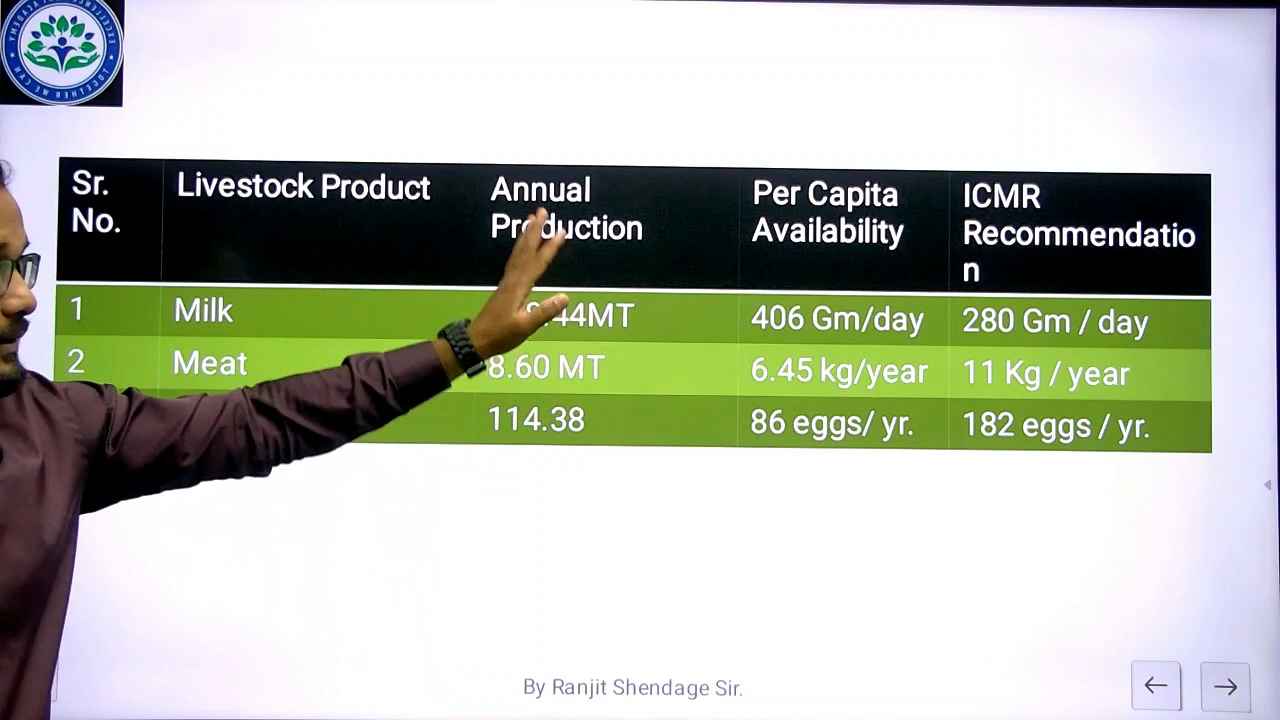 Sr. No.
Livestock Product
Annual Production
Per Capita Availability
ICMR Recommendatio
n
1 Milk .44MT 406 Gm/day 280 Gm / day
2 Meat 8.60 MT 6.45 kg/year 11 Kg / year
114.38 86 eggs/ yr. 182 eggs / yr.
By Ranjit Shendage Sir.